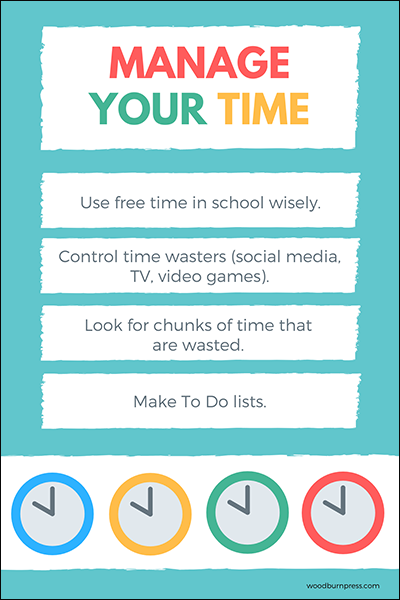 MANAGE
YOUR TIME
Use free time in school wisely.
Control time wasters (social media,
TV, video games).
Look for chunks of time that
are wasted.
Make To Do lists.
woodburnpress.com